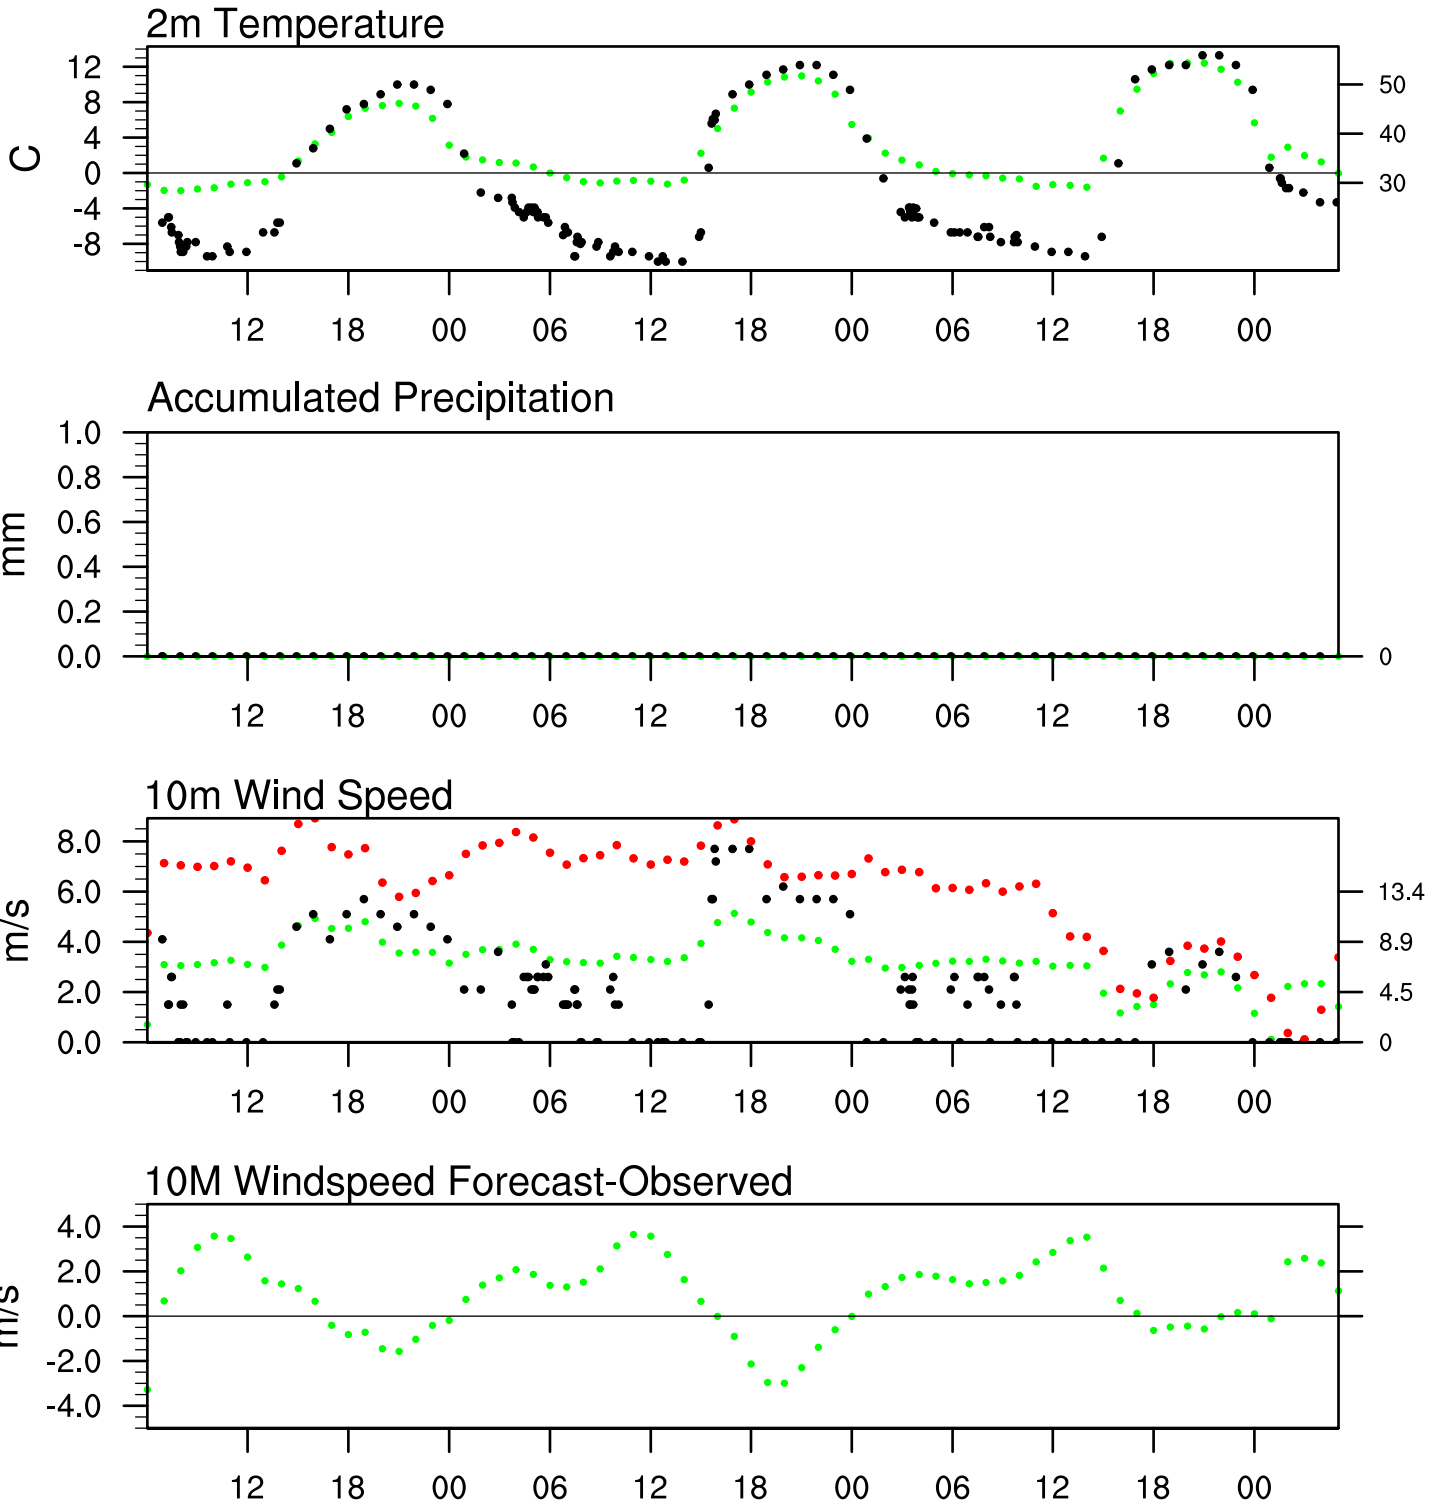 2m Temperature
C
12
8
4
0
-4
-8
50
40
30
12 18 00 06 12 18 00 06 12 18 00
Accumulated Precipitation
mm
1.0
0.8
0.6
0.4
0.2
0.0
0
12 18 00 06 12 18 00 06 12 18 00
10m Wind Speed
m/s
8.0
6.0
4.0
2.0
0.0
13.4
8.9
4.5
0
12 18 00 06 12 18 00 06 12 18 00
10M Windspeed Forecast-Observed
m/s
4.0
2.0
0.0
-2.0
-4.0
12 18 00 06 12 18 00 06 12 18 00